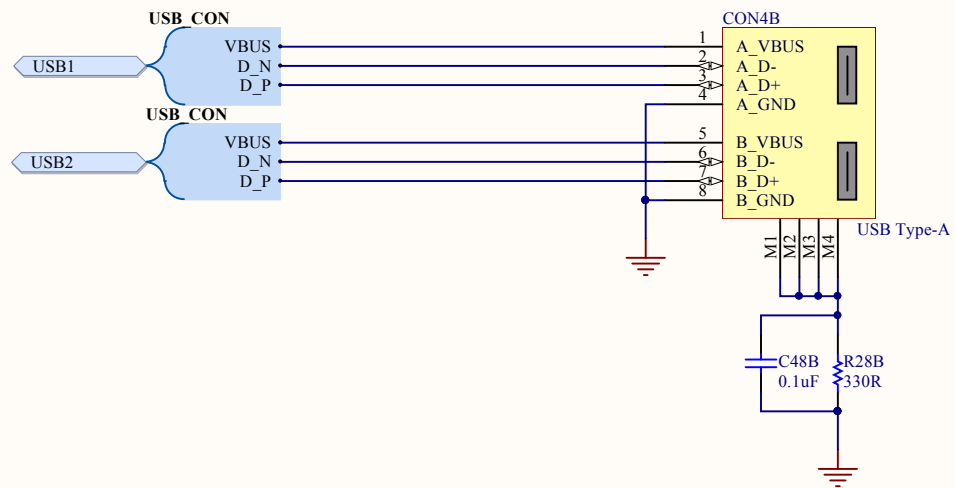 USB_CON
CON4B
VBUS
1
A_VBUS
USB1
D_N
2
A_D-
D_P
3
A_D+
4
A_GND
USB_CON
VBUS
5
B_VBUS
USB2
D_N
6
B_D-
D_P
7
B_D+
8
B_GND
USB Type-A
M1
M2
M3
M4
C48B
R28B
0.1uF
330R